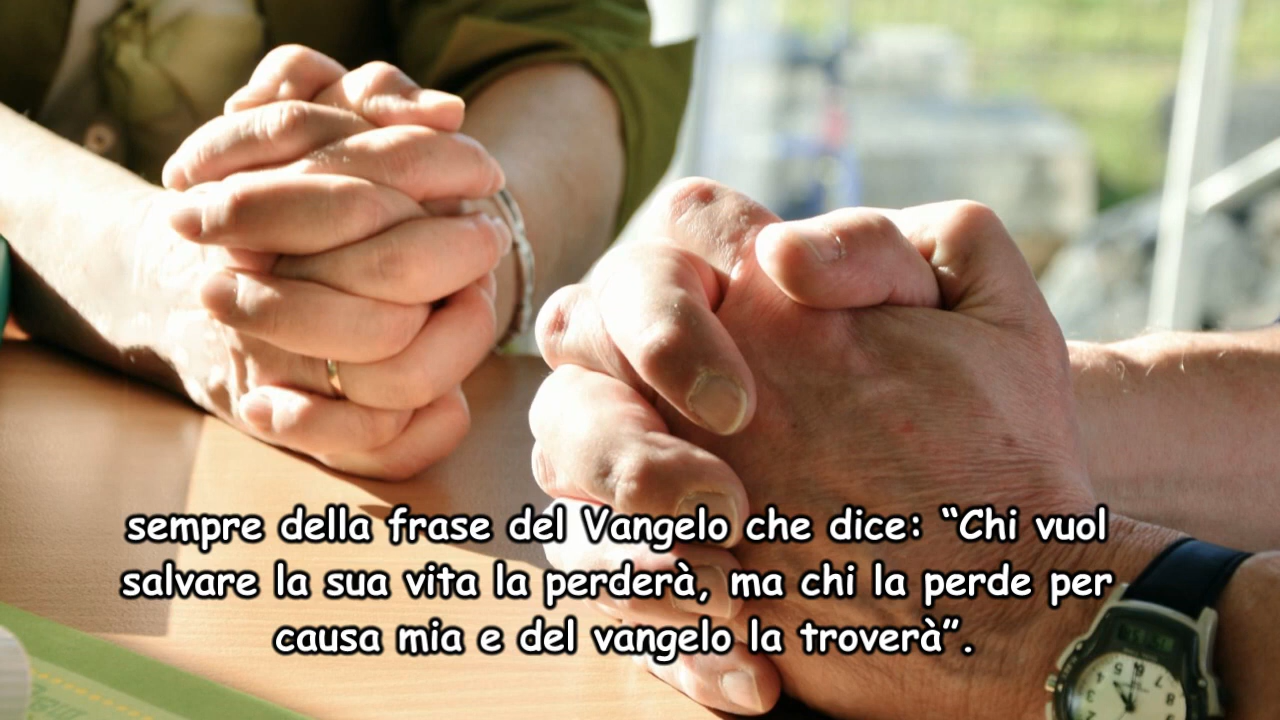 sempre della frase del Vangelo che dice: “Chi vuol
salvare la sua vita la perderà, ma chi la perde per
causa mia e del vangelo la troverà”.